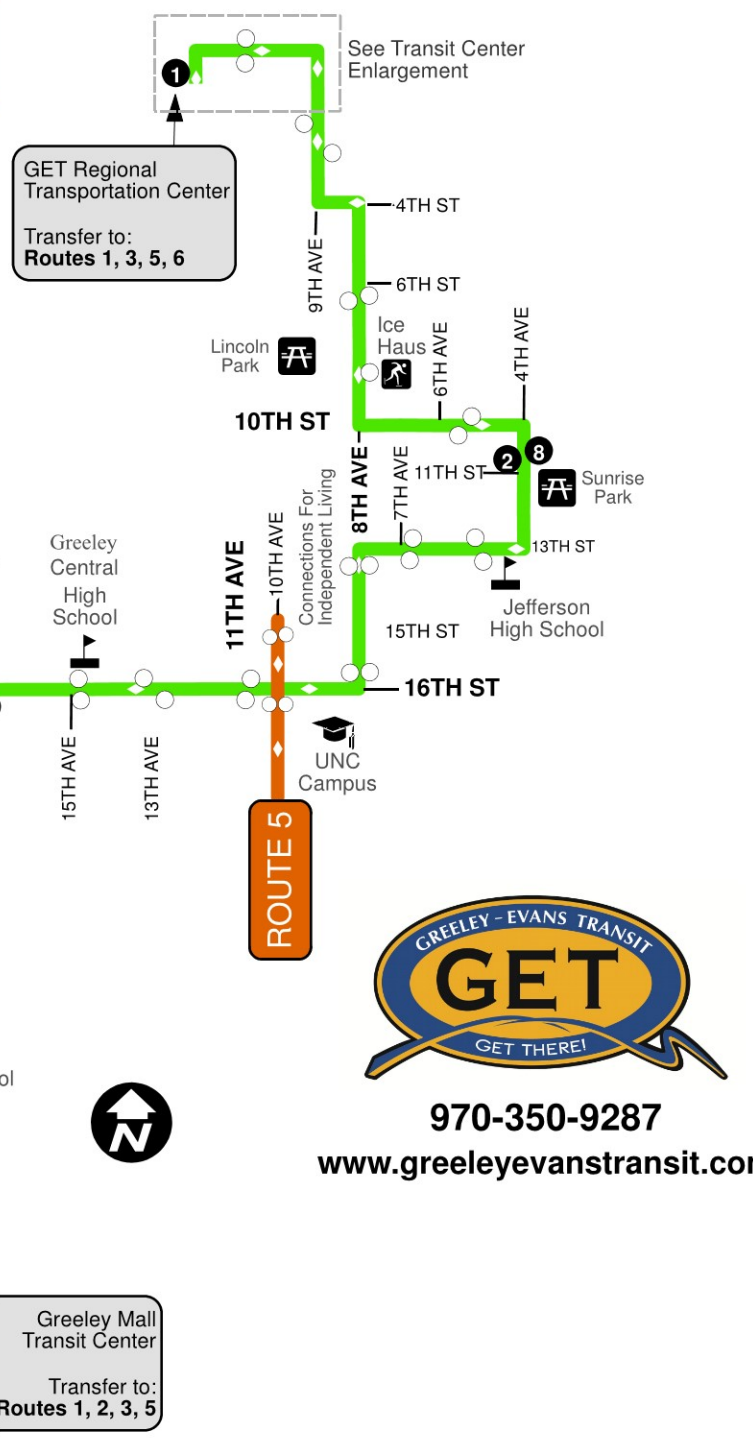 See Transit Center
Enlargement
1
GET Regional
Transportation Center
Transfer to:
Routes 1, 3, 5, 6
4TH ST
9TH AVE
6TH ST
Ice
Haus
Lincoln
Park
6TH AVE
4TH AVE
10TH ST
8TH AVE
7TH AVE
11TH ST
2
8
Sunrise
Park
Connections For
Independent Living
10TH AVE
11TH AVE
13TH ST
Greeley
Central
High
School
Jefferson
High School
15TH ST
16TH ST
15TH AVE
13TH AVE
UNC
Campus
ROUTE 5
GREELEY - EVANS TRANSIT
GET
GET THERE!
ol
N
970-350-9287
www.greeleyevanstransit.co
Greeley Mall
Transit Center
Transfer to:
Routes 1, 2, 3, 5